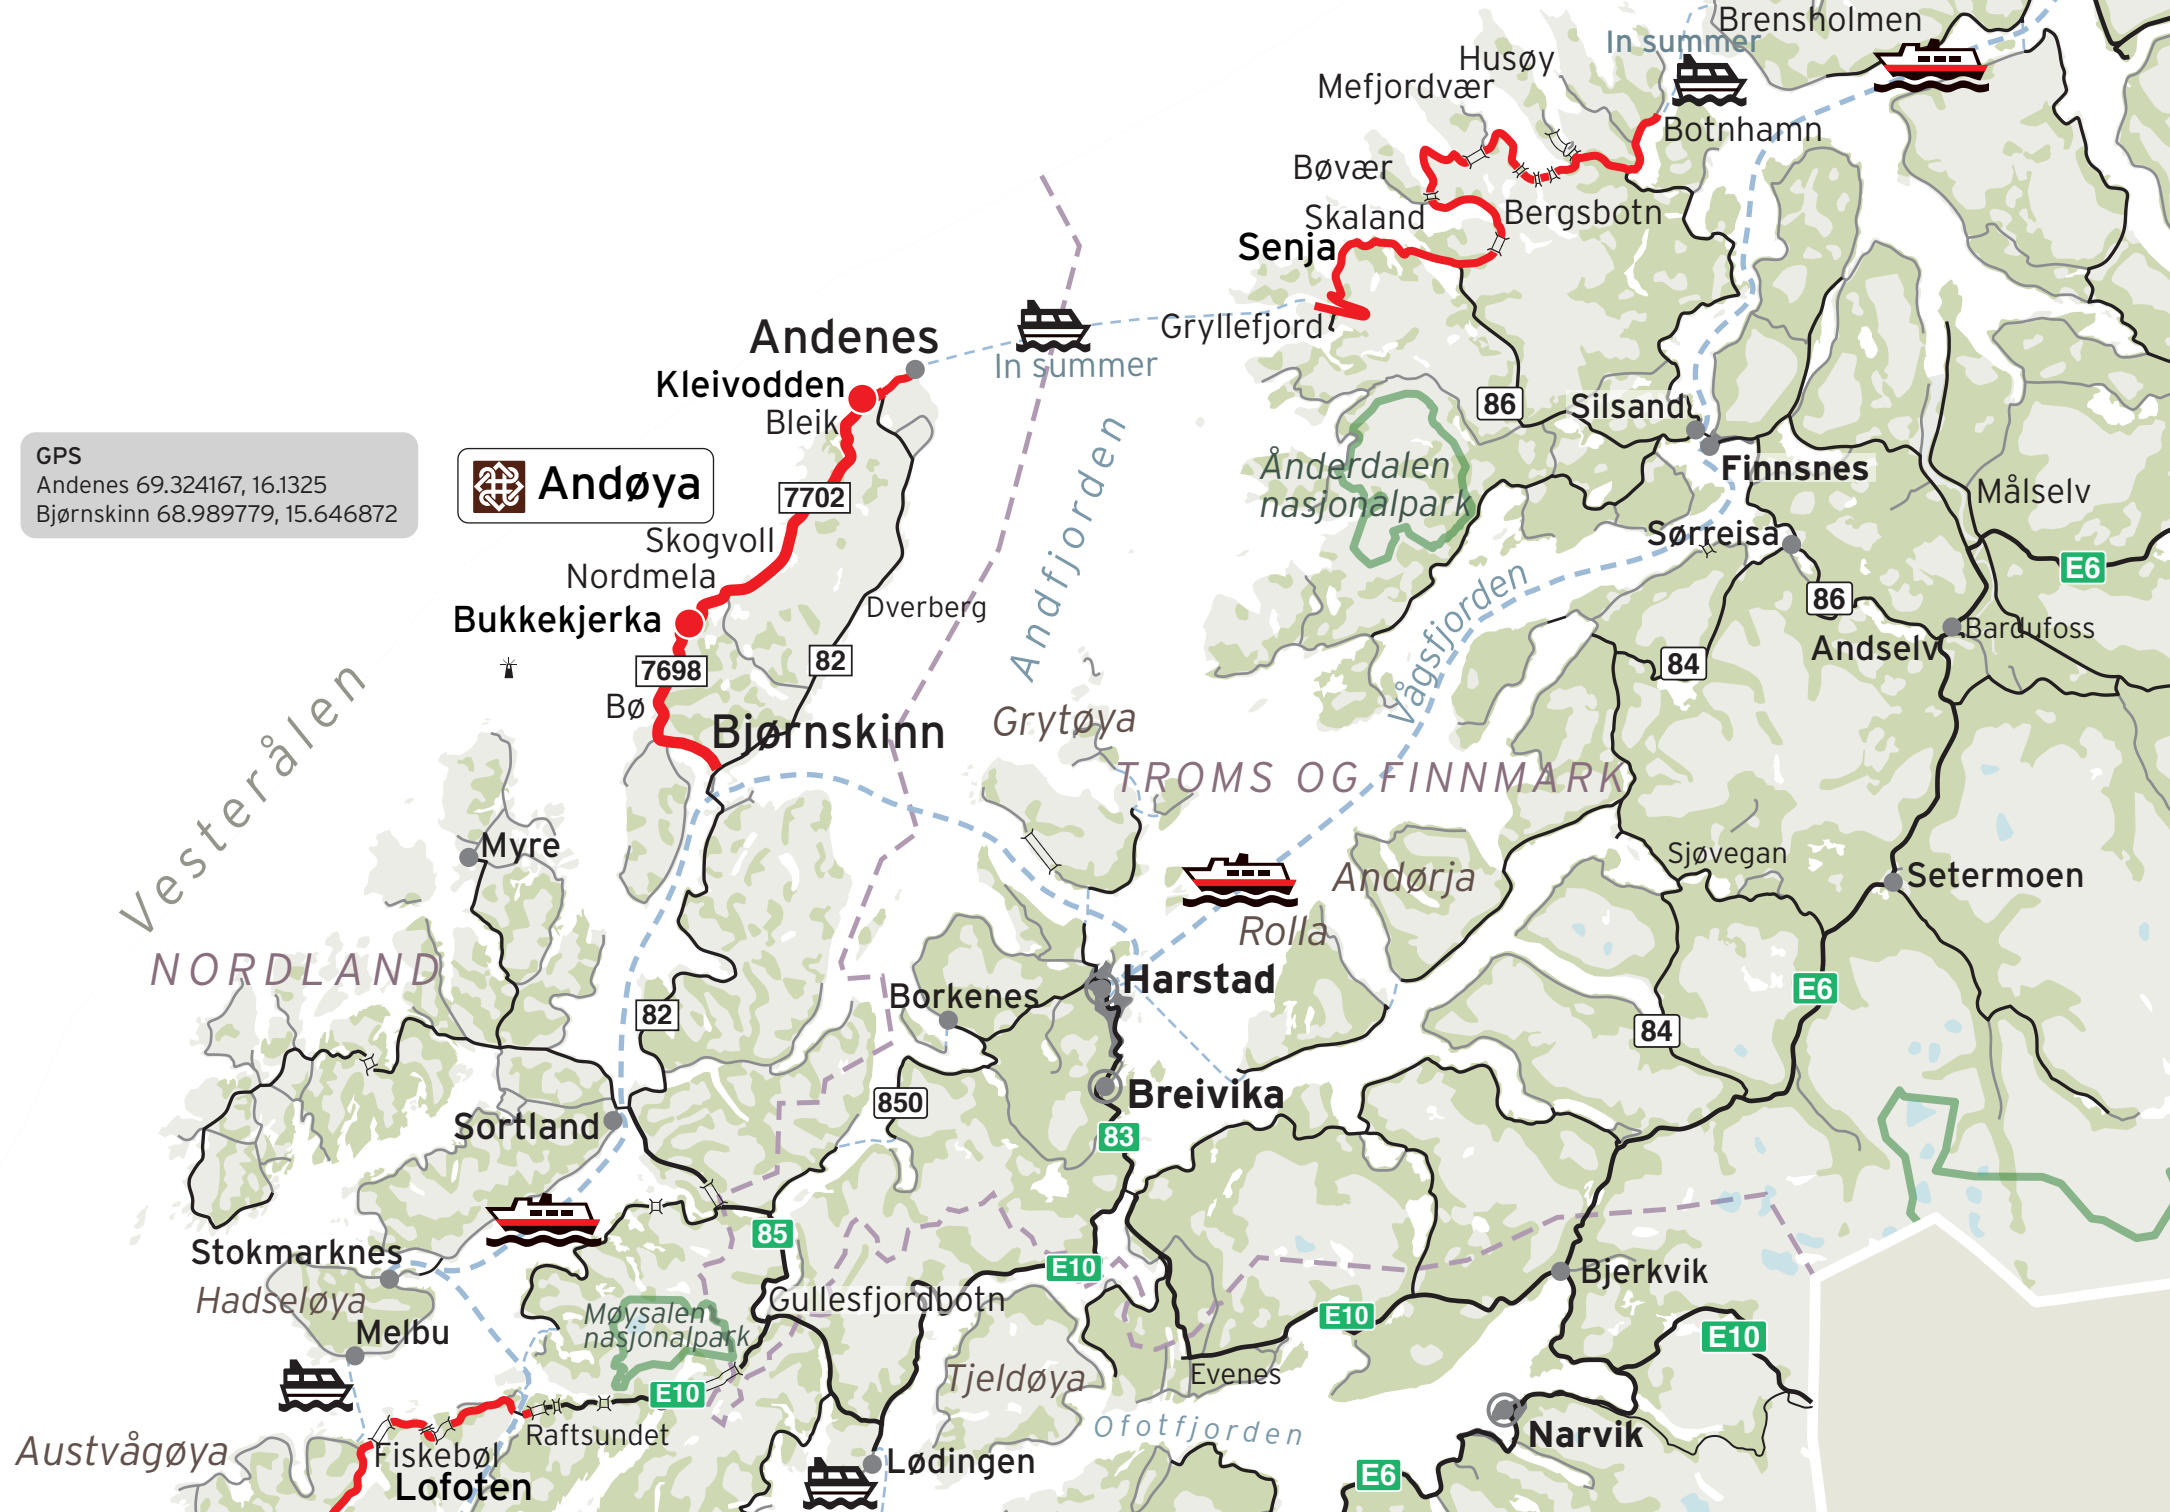 Brensholmen
In summer
Husøy
Mefjordvær
Botnhamn
Bøvær
Skaland
Bergsbotn
Senja
Gryllefjord
Andenes
In summer
Kleivodden
Bleik
86
Silsand
Finnsnes
GPS
Andenes 69.324167, 16.1325
Bjørnskinn 68.989779, 15.646872
Andøya
7702
Andfjorden
Ånderdalen
nasjonalpark
Målselv
Skogvoll
Sørreisa
E6
Nordmela
Dverberg
86
Bukkekjerka
Bardufoss
Andselv
7698
82
84
Vågsfjorden
Bø
Bjørnskinn
Grytøya
TROMS OG FINNMARK
Vesterålen
Myre
Sjøvegan
Andørja
Setermoen
Rolla
NORDLAND
Harstad
Borkenes
E6
82
84
Breivika
850
Sortland
83
85
Stokmarknes
E10
Bjerkvik
Hadseløya
Gullesfjordbotn
Møysalen
nasjonalpark
E10
E10
Melbu
Tjeldøya
Evenes
E10
Raftsundet
Ofotfjorden
Narvik
Austvågøya
Fiskebøl
Lofoten
Lødingen
E6